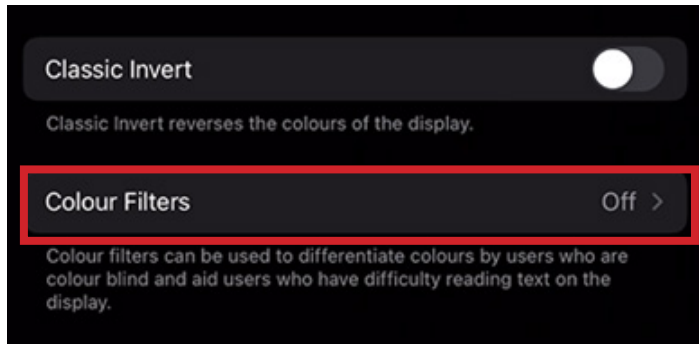 Classic Invert
Classic Invert reverses the colours of the display.
Colour Filters Off
Colour filters can be used to differentiate colours by users who are
colour blind and aid users who have difficulty reading text on the
display.